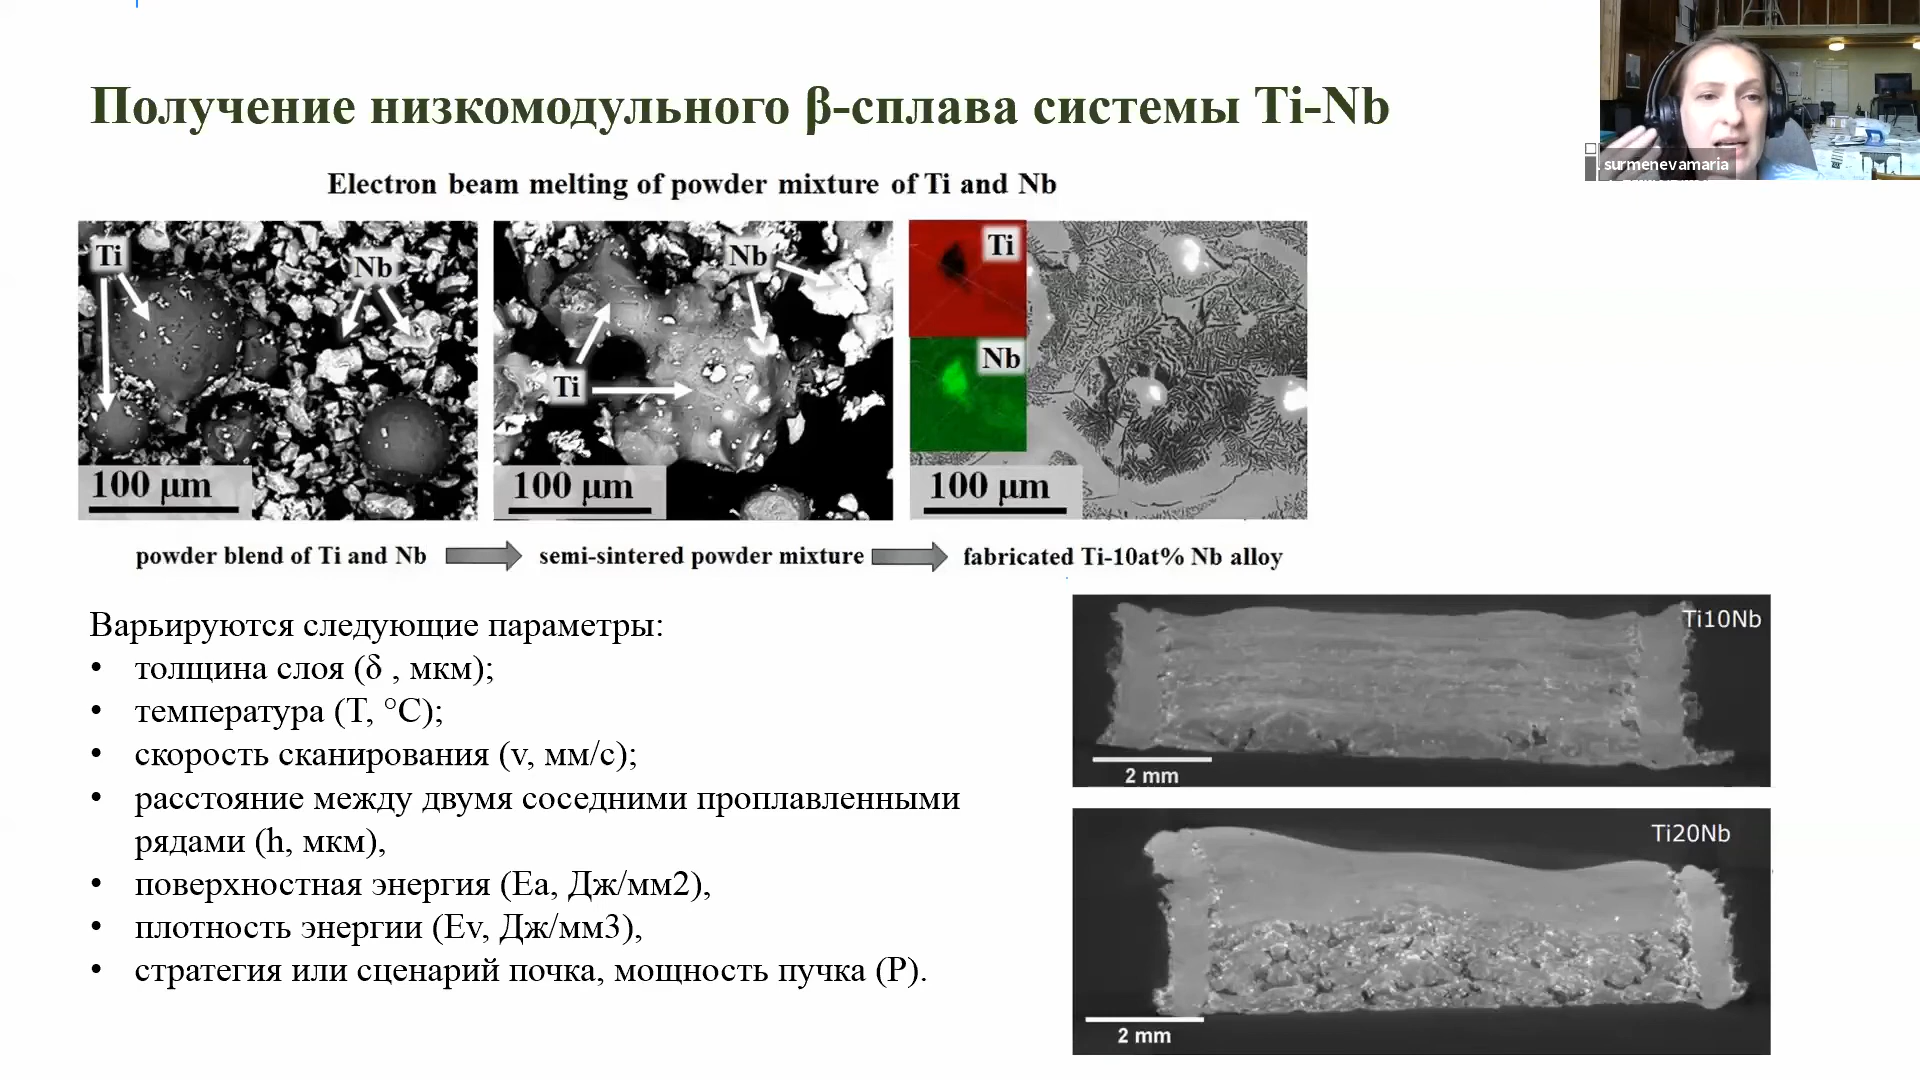 Получение низкомодульного β-сплава системы Ti-Nb
surmenevamaria
Electron beam melting of powder mixture of Ti and Nb
Ti
Nb
100 µm
Nb
Ti
100 µm
Ti
Nb
100 µm
powder blend of Ti and Nb
semi-sintered powder mixture
fabricated Ti-10at% Nb alloy
Варьируются следующие параметры:
• толщина слоя (δ , мкм);
• температура (T, °C);
• скорость сканирования (v, мм/с);
• расстояние между двумя соседними проплавленными
рядами (h, мкм),
• поверхностная энергия (Ea, Дж/мм2),
• плотность энергии (Ev, Дж/мм3),
• стратегия или сценарий почка, мощность пучка (P).
Ti10Nb
2 mm
Ti20Nb
2 mm